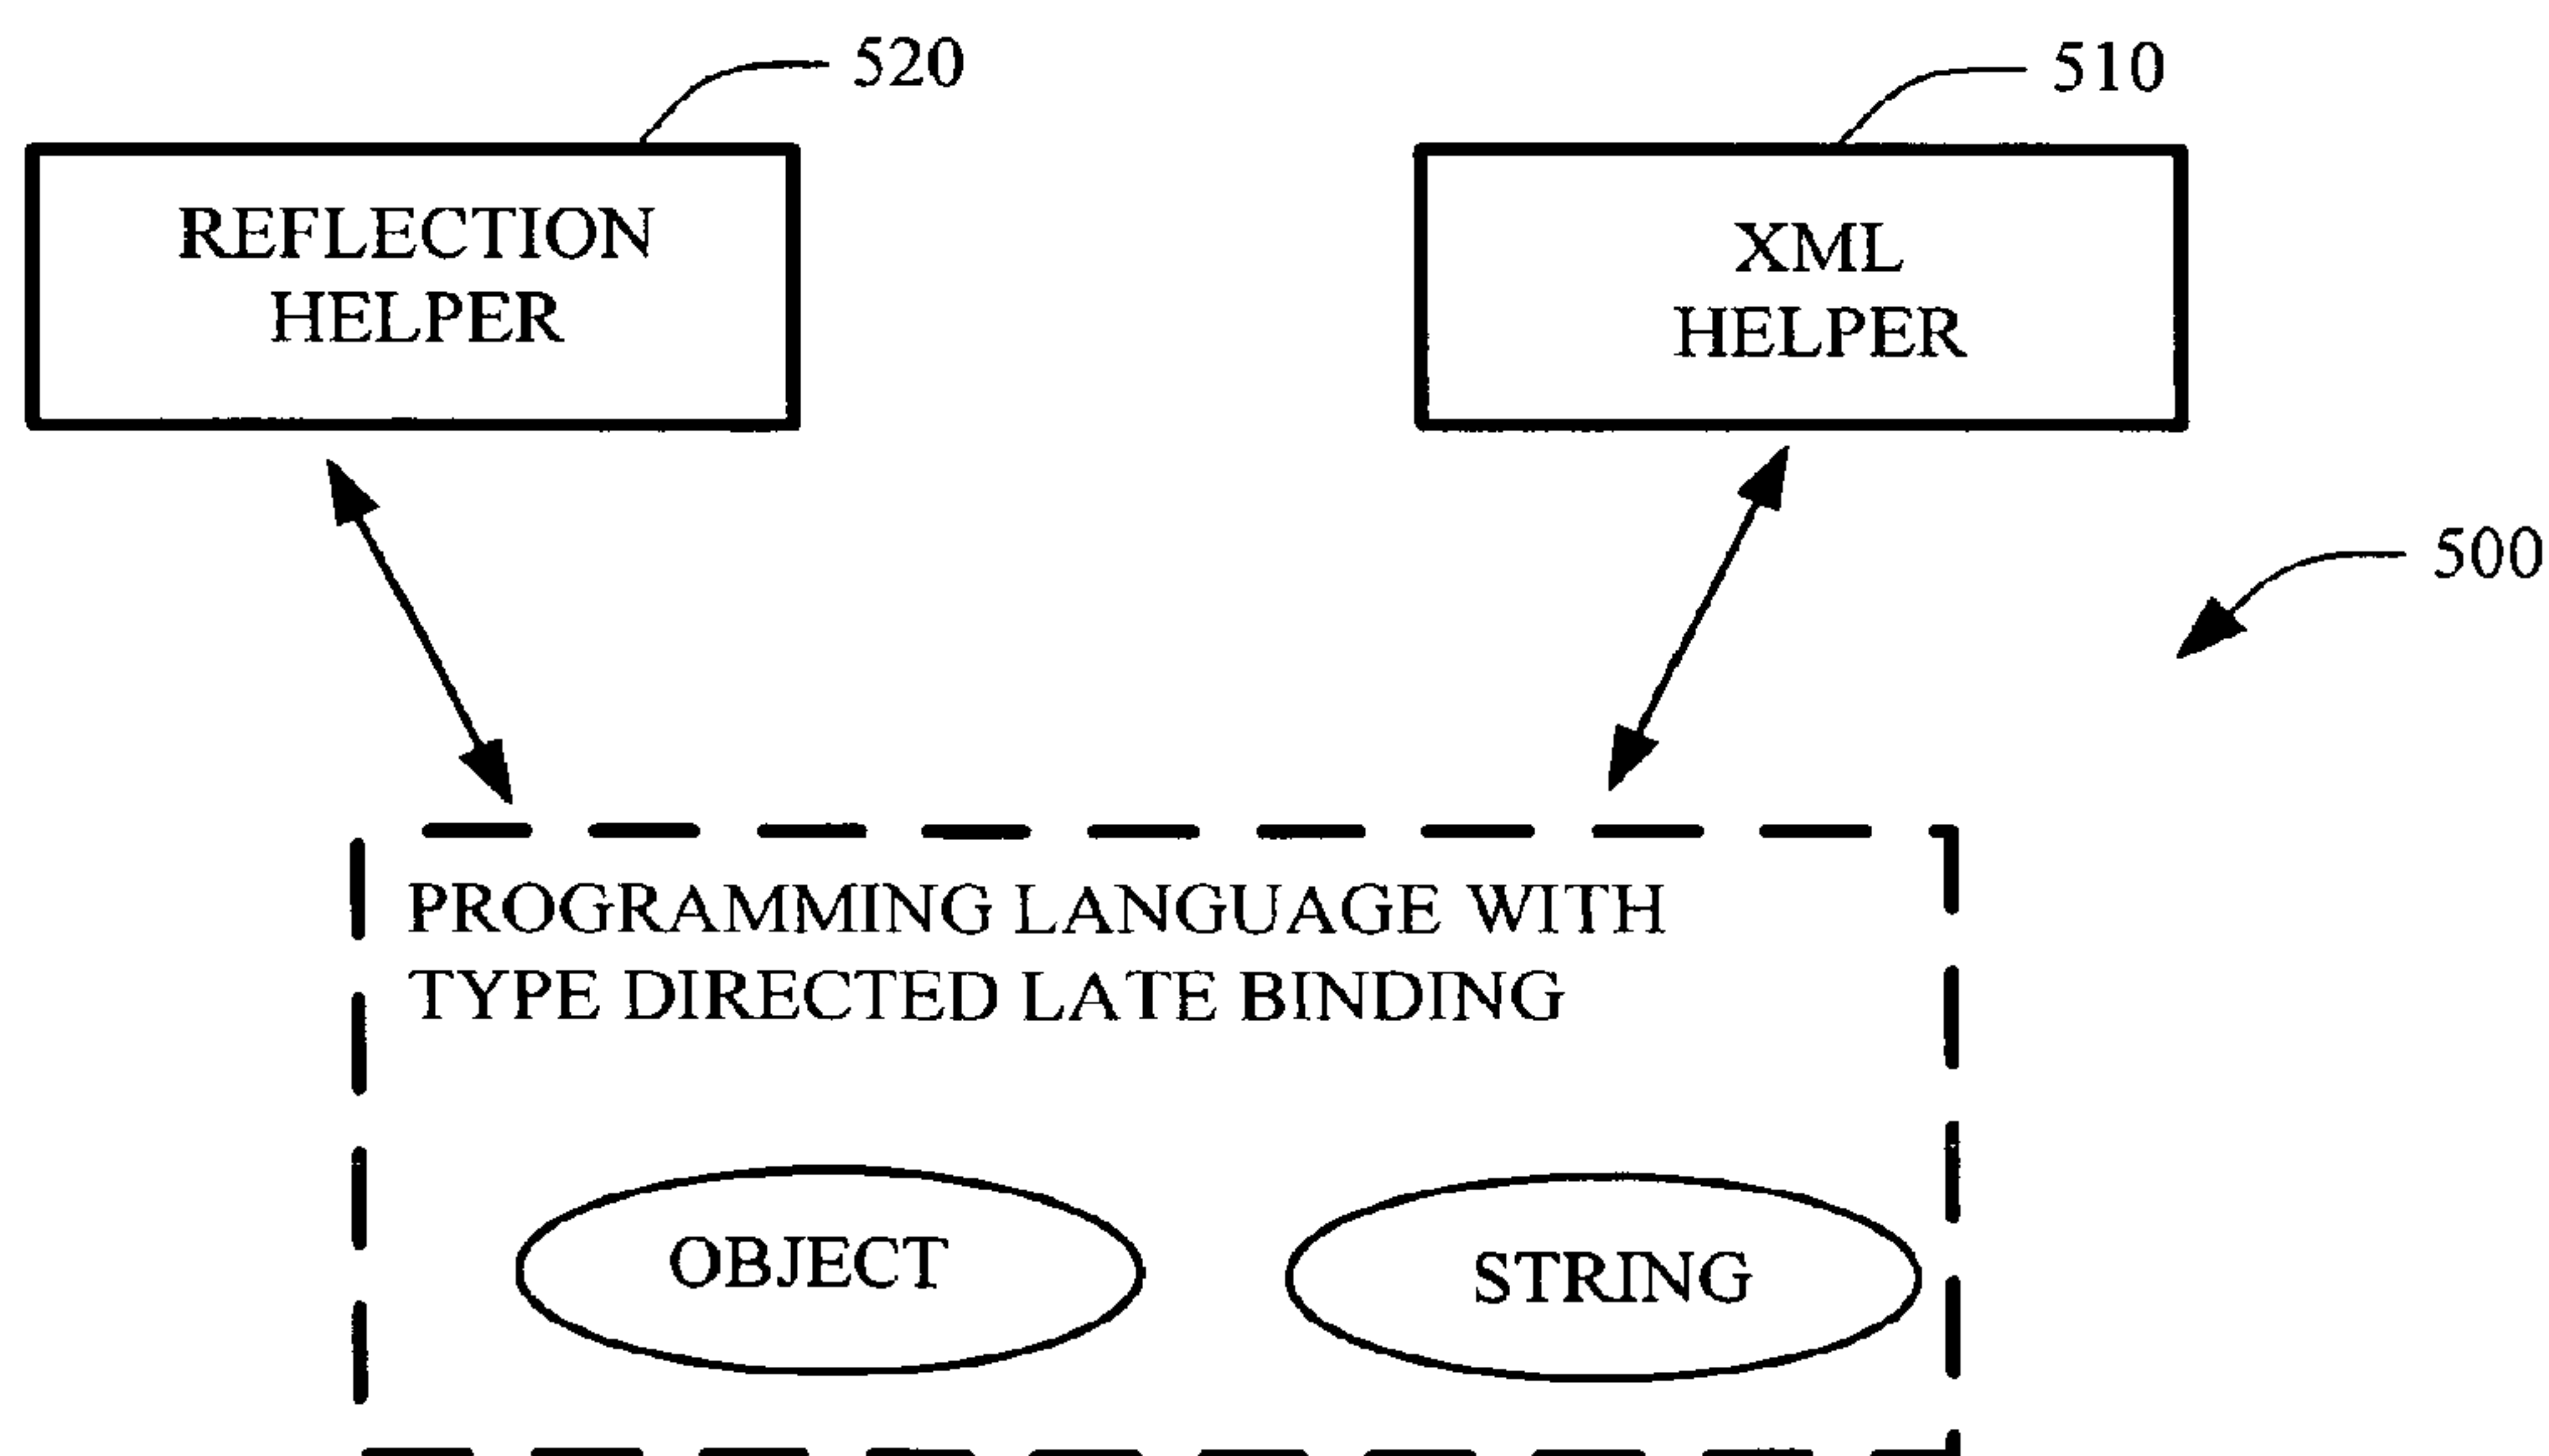 520
510
REFLECTION
HELPER
XML
HELPER
500
PROGRAMMING LANGUAGE WITH
TYPE DIRECTED LATE BINDING
OBJECT
STRING